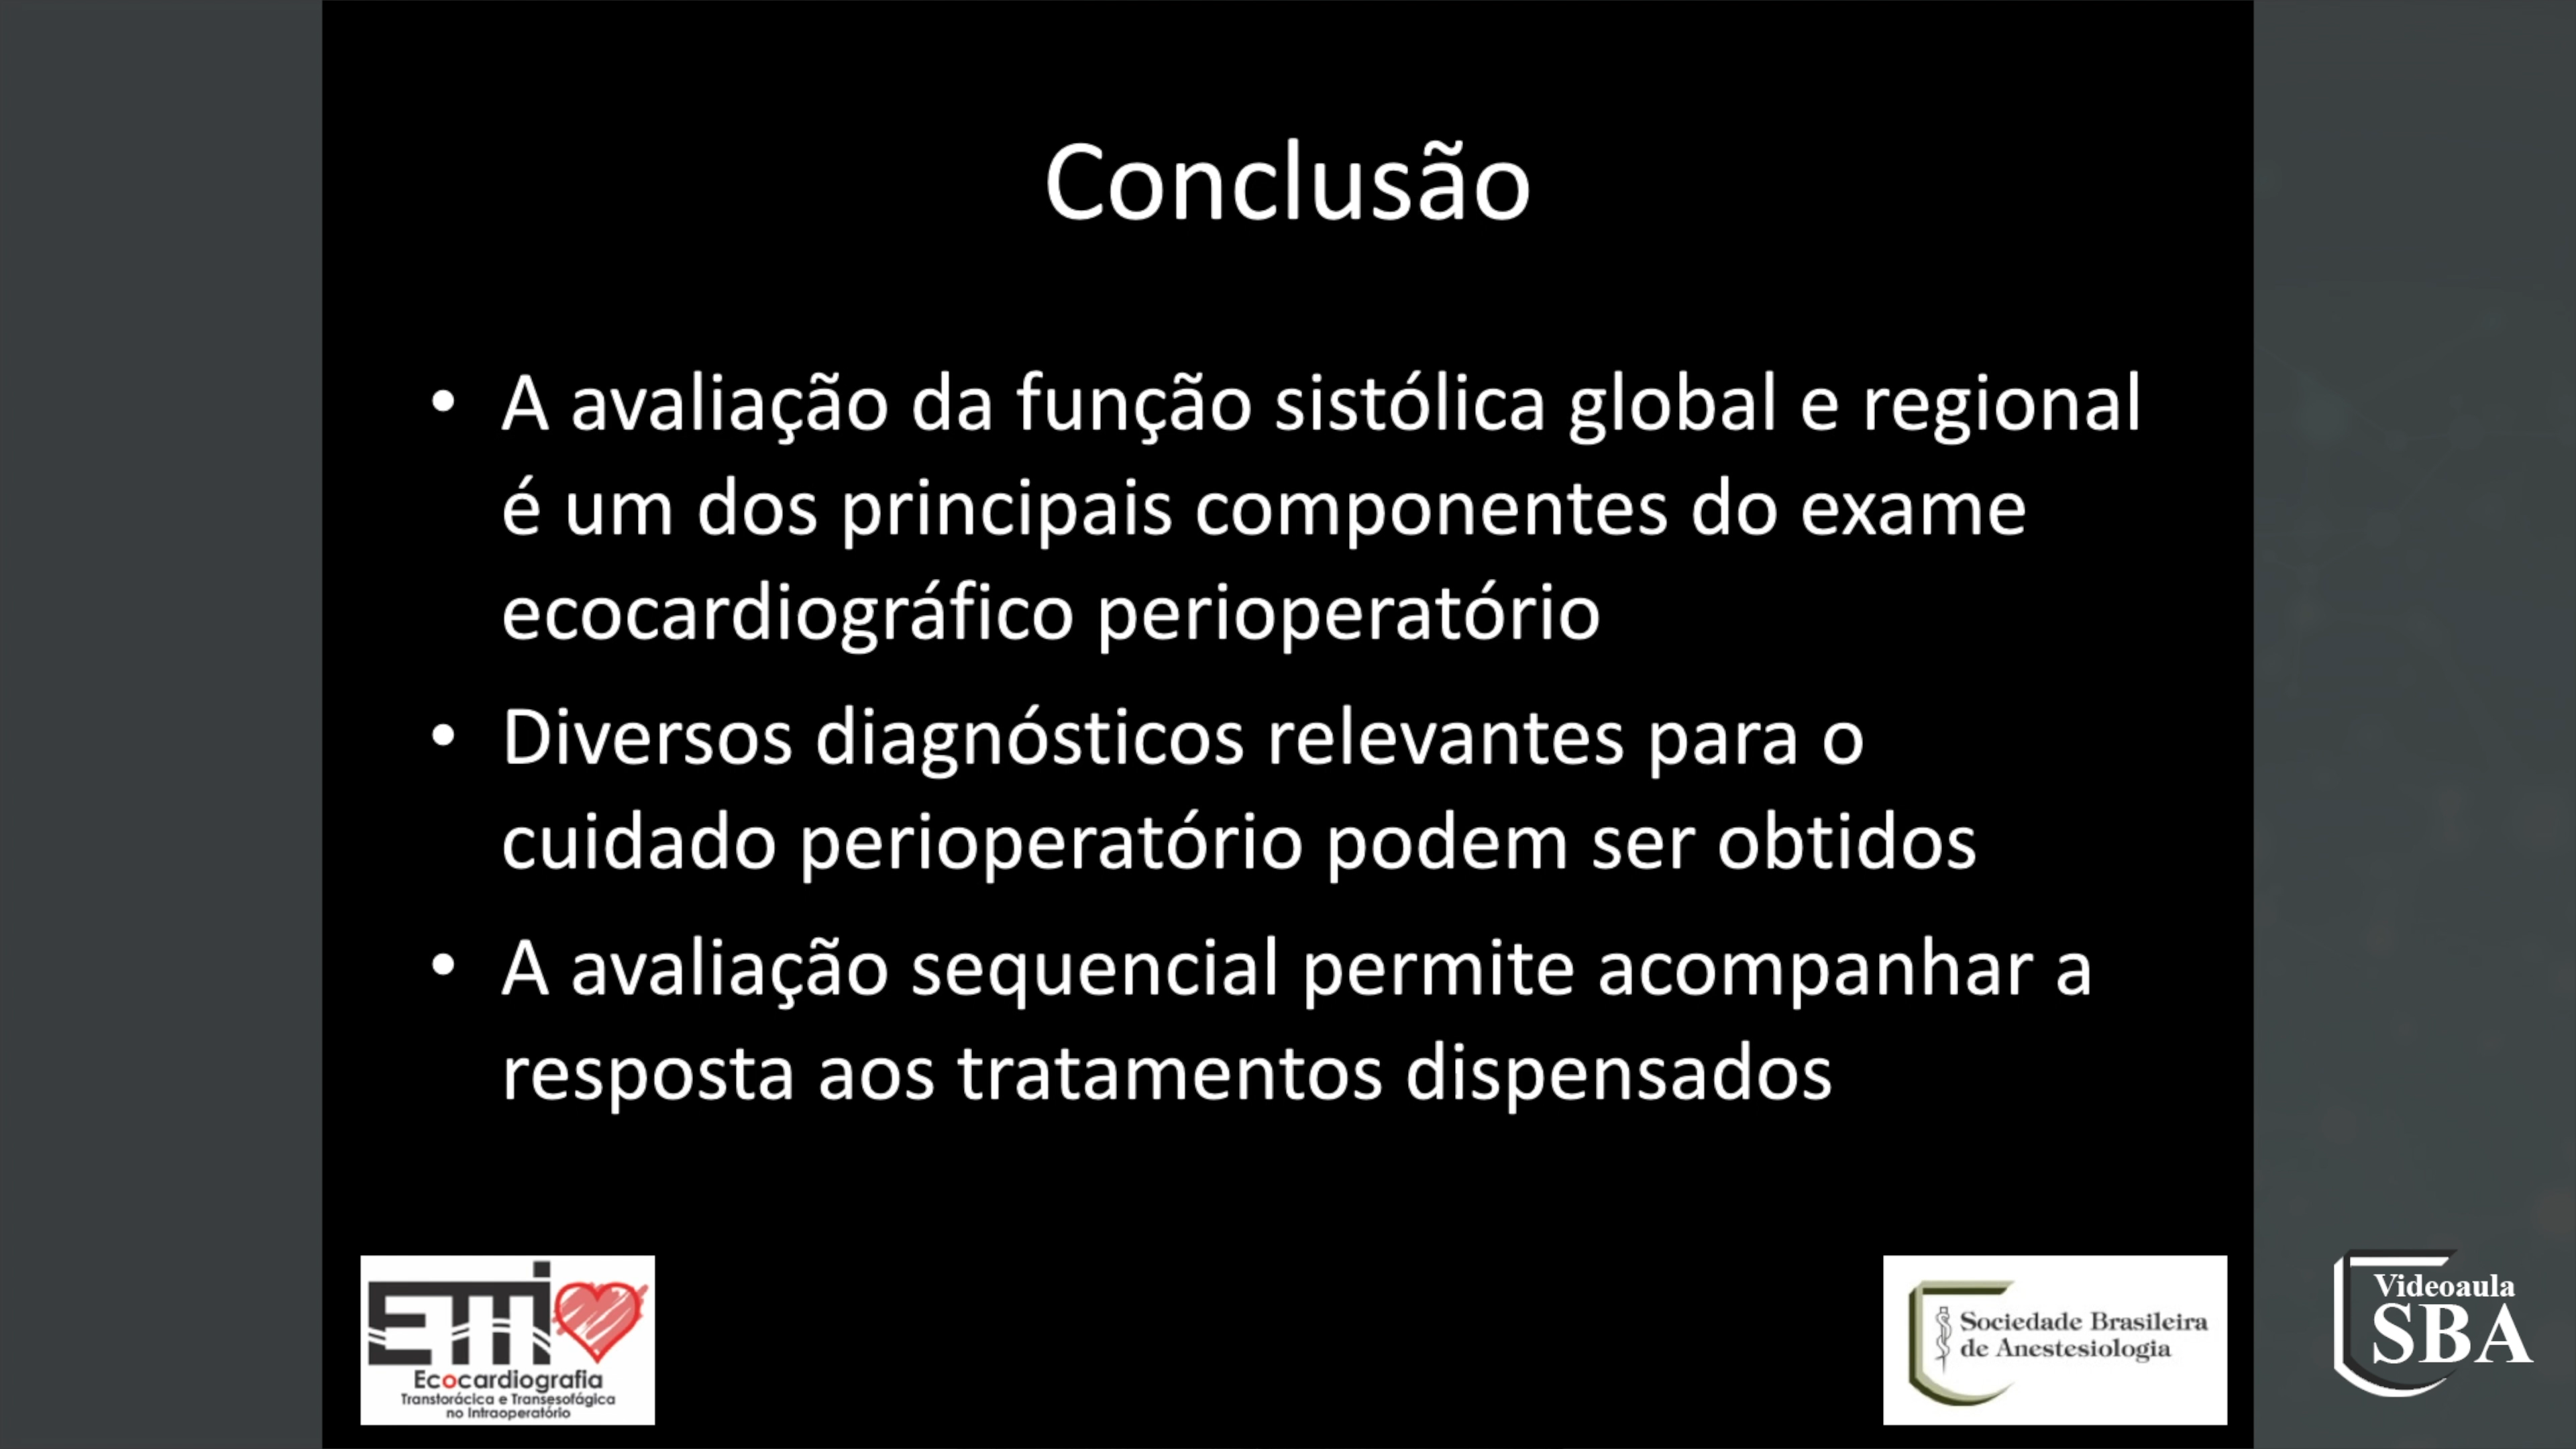 Conclusão
• A avaliação da função sistólica global e regional
é um dos principais componentes do exame
ecocardiográfico perioperatório
• Diversos diagnósticos relevantes para o
cuidado perioperatório podem ser obtidos
• A avaliação sequencial permite acompanhar a
resposta aos tratamentos dispensados
ETTI
Ecocardiografia
Transtorácica e Transesofágica
no Intraoperatório
Sociedade Brasileira
de Anestesiologia
Videoaula
SBA